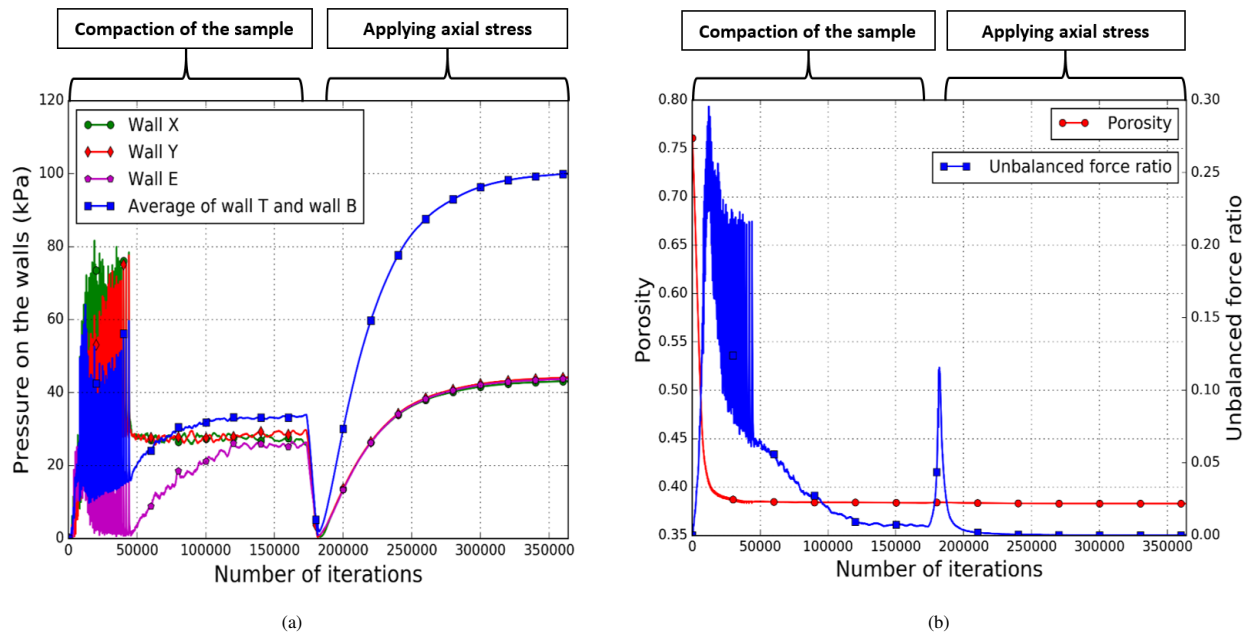 Compaction of the sample
Applying axial stress
120
100
80
60
40
20
0
Pressure on the walls (kPa)
Wall X
Wall Y
Wall E
Average of wall T and wall B
0 50000 100000 150000 200000 250000 300000 350000
Number of iterations
(a)
Compaction of the sample
Applying axial stress
0.80
0.75
0.70
0.65
0.60
0.55
0.50
0.45
0.40
0.35
Porosity
Porosity
Unbalanced force ratio
0.30
0.25
0.20
0.15
0.10
0.05
0.00
Unbalanced force ratio
0 50000 100000 150000 200000 250000 300000 350000
Number of iterations
(b)